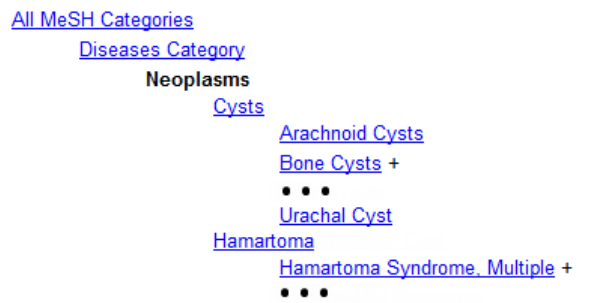 All MeSH Categories
Diseases Category
Neoplasms
Cysts
Arachnoid Cysts
Bone Cysts +
• • •
Urachal Cyst
Hamartoma
Hamartoma Syndrome, Multiple +
• • •